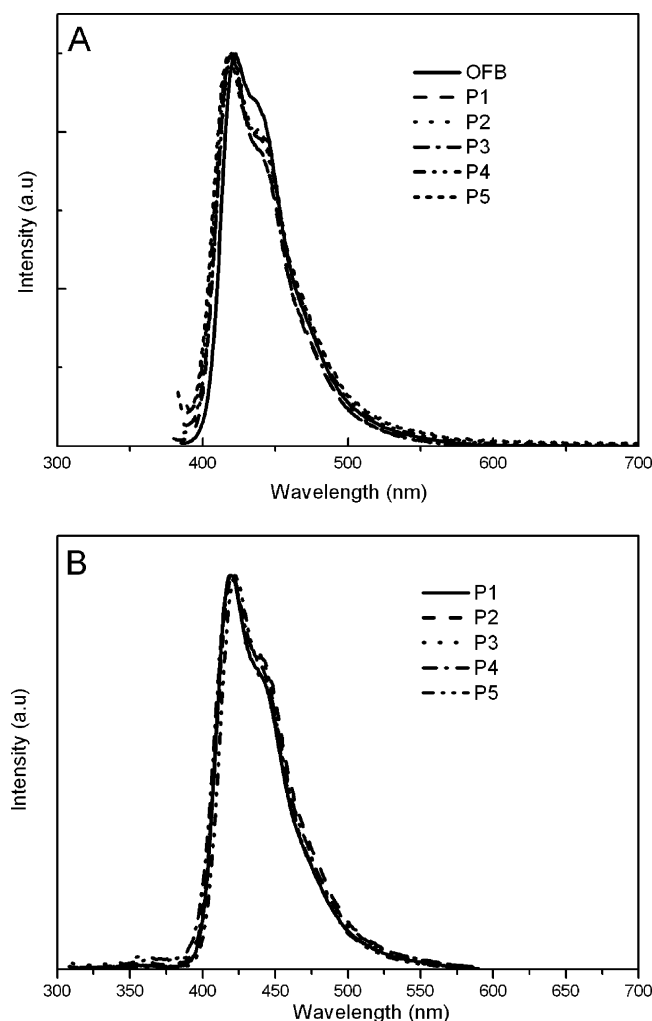 A
OFB
P1
P2
P3
P4
P5
Intensity (a.u)
300 400 500 600 700
Wavelength (nm)
B
P1
P2
P3
P4
P5
Intensity (a.u)
300 350 400 450 500 550 600 650 700
Wavelength (nm)